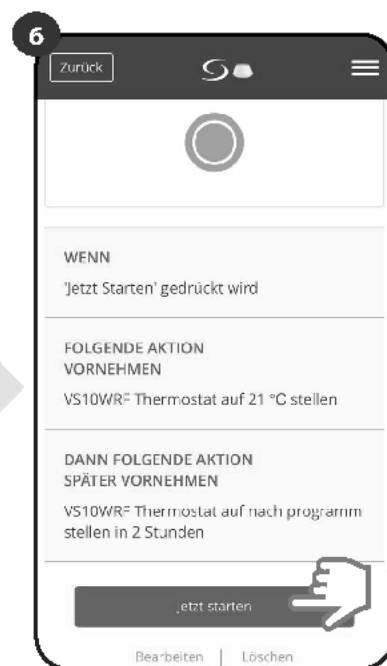 6
Zurück
WENN
'Jetzt Starten' gedrückt wird
FOLGENDE AKTION
VORNEHMEN
VS10WRF Thermostat auf 21 °C stellen
DANN FOLGENDE AKTION
SPÄTER VORNEHMEN
VS10WRF Thermostat auf nach programm
stellen in 2 Stunden
Jetzt starten
Bearbeiten | Löschen